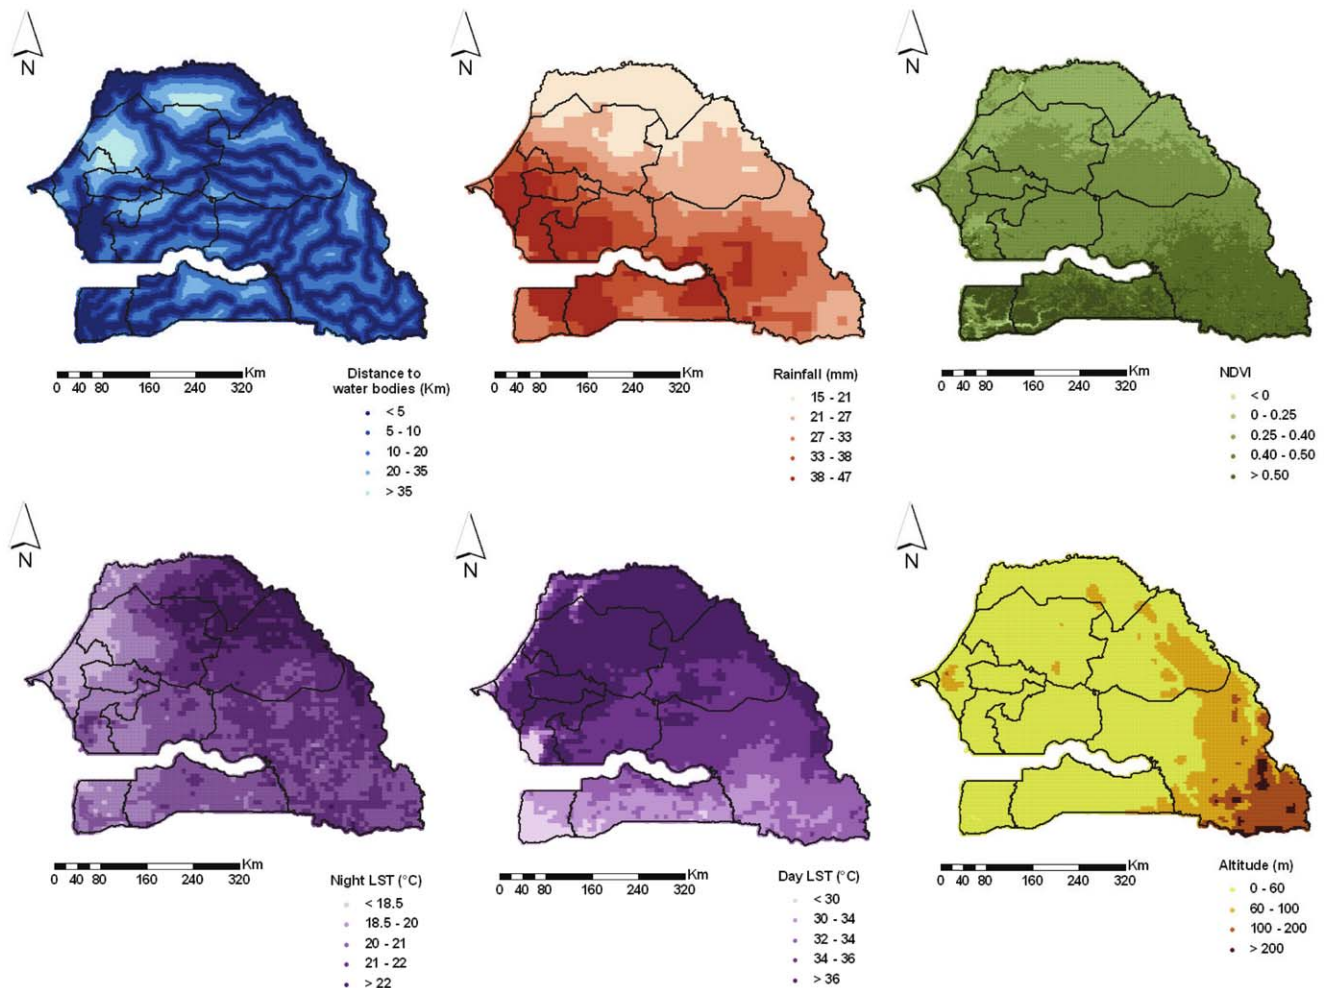 N
N
N
Km
0 40 80 160 240 320
Distance to
water bodies (Km)
< 5
5 - 10
10 - 20
20 - 35
> 35
Km
0 40 80 160 240 320
Rainfall (mm)
15 - 21
21 - 27
27 - 33
33 - 38
38 - 47
Km
0 20 40 80 160 240 320
NDVI
< 0
0 - 0.25
0.25 - 0.40
0.40 - 0.50
> 0.50
N
N
N
Km
0 40 80 160 240 320
Night LST (°C)
< 18.5
18.5 - 20
20 - 21
21 - 22
> 22
Km
0 40 80 160 240 320
Day LST (°C)
< 30
30 - 34
32 - 34
34 - 36
> 36
Km
0 40 80 160 240 320
Altitude (m)
0 - 60
60 - 100
100 - 200
> 200